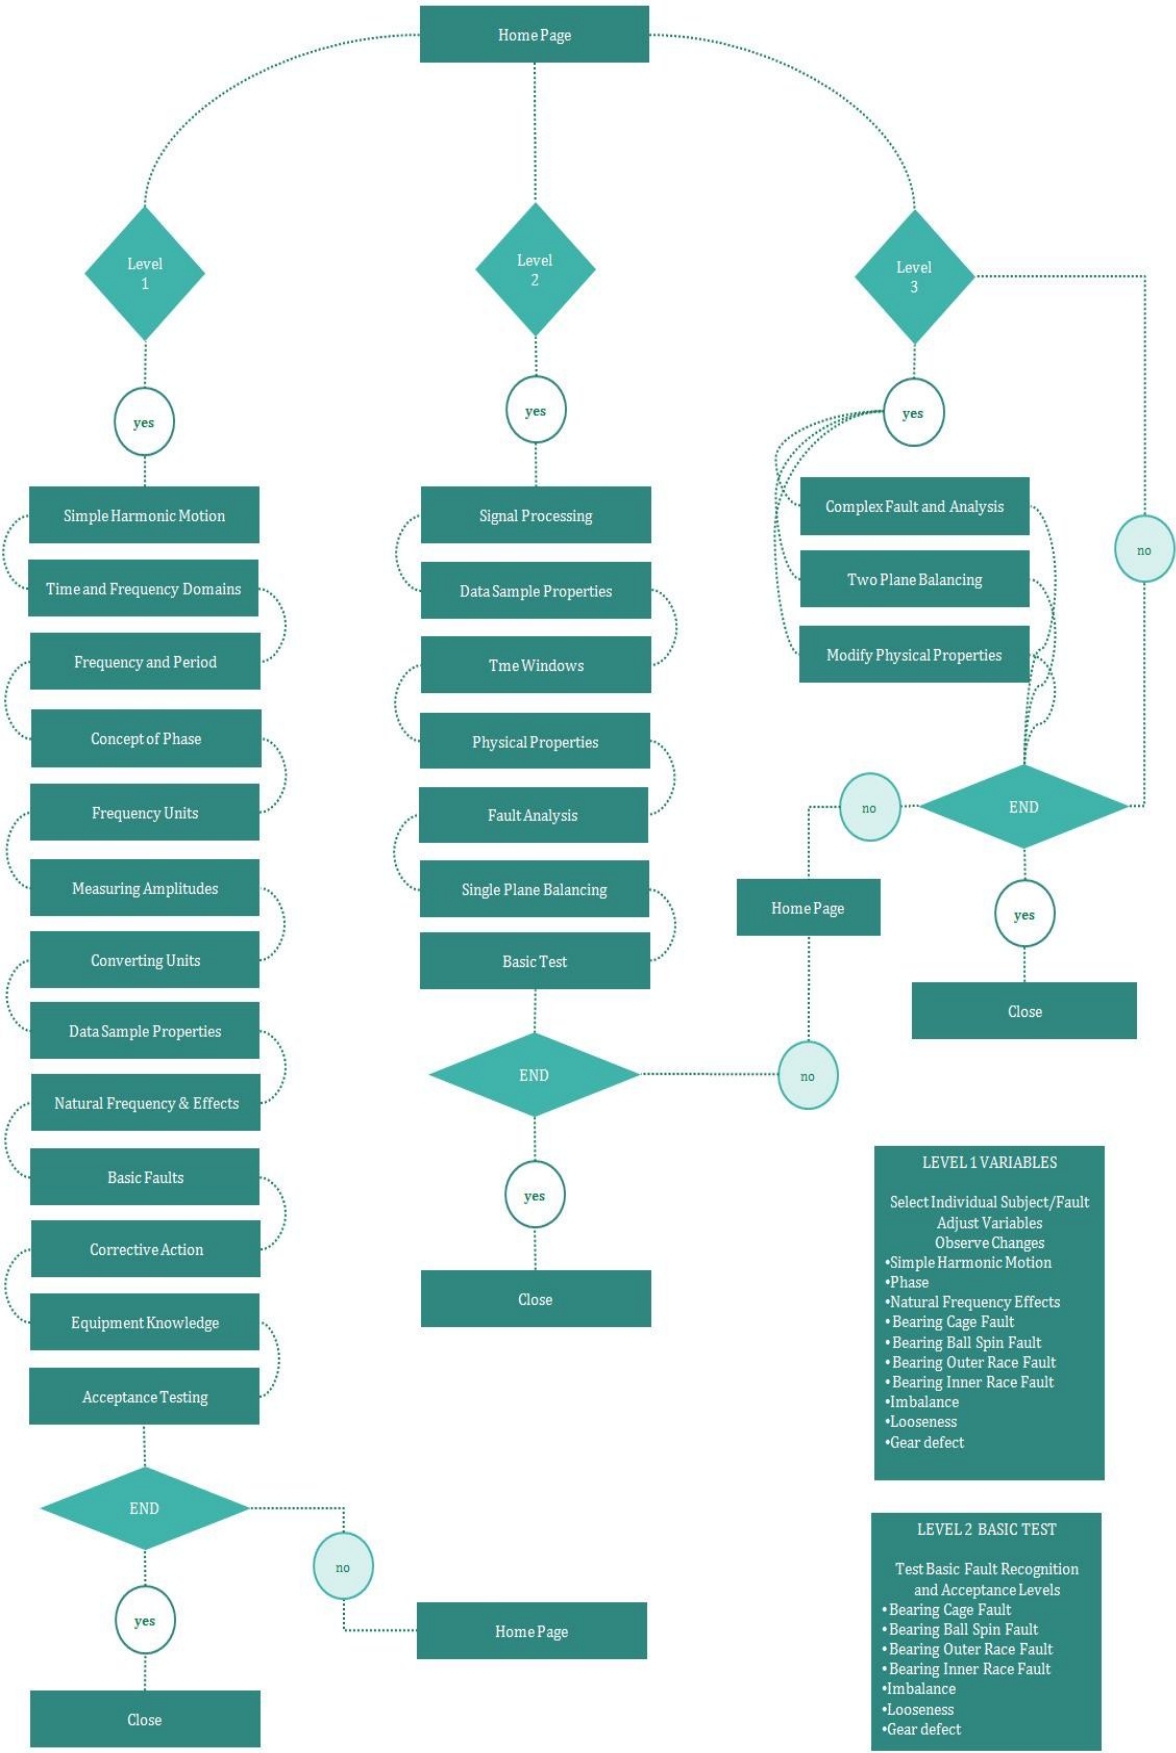 Home Page
Level
1
yes
Simple Harmonic Motion
Time and Frequency Domains
Frequency and Period
Concept of Phase
Frequency Units
Measuring Amplitudes
Converting Units
Data Sample Properties
Natural Frequency & Effects
Basic Faults
Corrective Action
Equipment Knowledge
Acceptance Testing
END
no
Home Page
yes
Close
Level
2
yes
Signal Processing
Data Sample Properties
Tme Windows
Physical Properties
Fault Analysis
Single Plane Balancing
Basic Test
END
no
Home Page
yes
Close
Level
3
yes
no
Complex Fault and Analysis
Two Plane Balancing
Modify Physical Properties
END
no
yes
Close
LEVEL 1 VARIABLES
Select Individual Subject/Fault
Adjust Variables
Observe Changes
•Simple Harmonic Motion
•Phase
•Natural Frequency Effects
•Bearing Cage Fault
•Bearing Ball Spin Fault
•Bearing Outer Race Fault
•Bearing Inner Race Fault
•Imbalance
•Looseness
•Gear defect
LEVEL 2 BASIC TEST
Test Basic Fault Recognition
and Acceptance Levels
•Bearing Cage Fault
•Bearing Ball Spin Fault
•Bearing Outer Race Fault
•Bearing Inner Race Fault
•Imbalance
•Looseness
•Gear defect